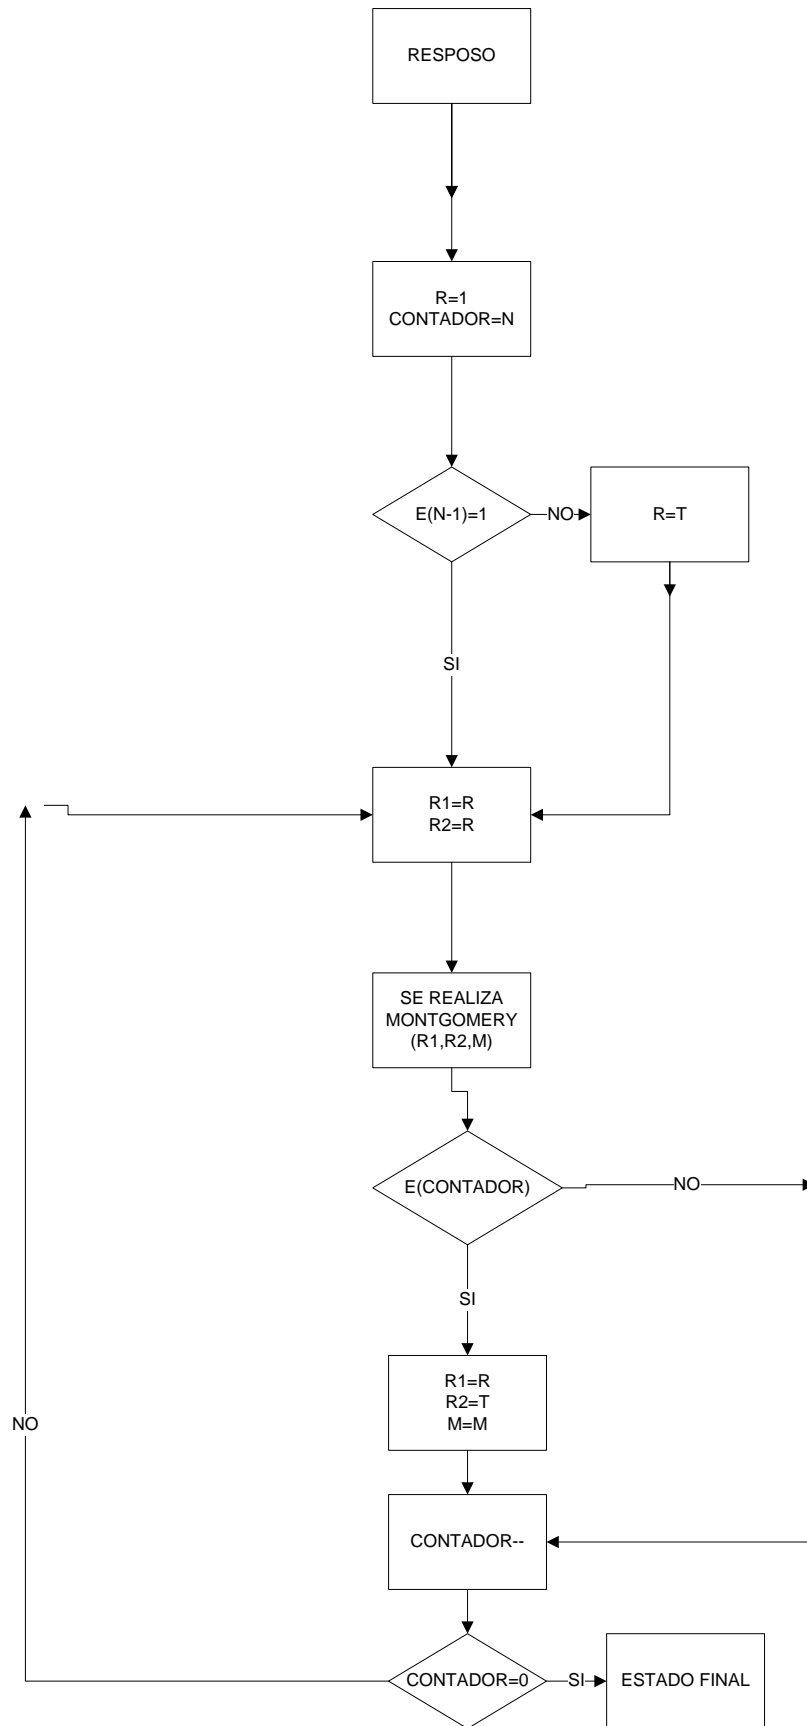 RESPOSO
R=1
CONTADOR=N
E(N-1)=1
NO
R=T
SI
R1=R
R2=R
SE REALIZA
MONTGOMERY
(R1,R2,M)
E(CONTADOR)
NO
SI
R1=R
R2=T
M=M
NO
CONTADOR--
CONTADOR=0
SI
ESTADO FINAL